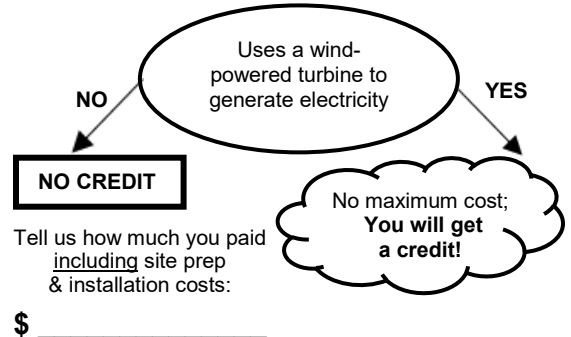 Uses a wind-
powered turbine to
generate electricity
NO
YES
NO CREDIT
No maximum cost;
You will get
a credit!
Tell us how much you paid
including site prep
& installation costs:
$ __________________